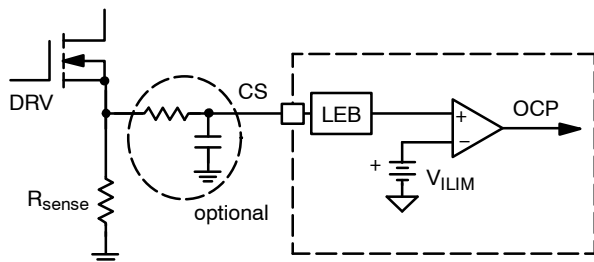 DRV
CS
LEB
OCP
+
−
+
V_ILIM
R_sense
optional